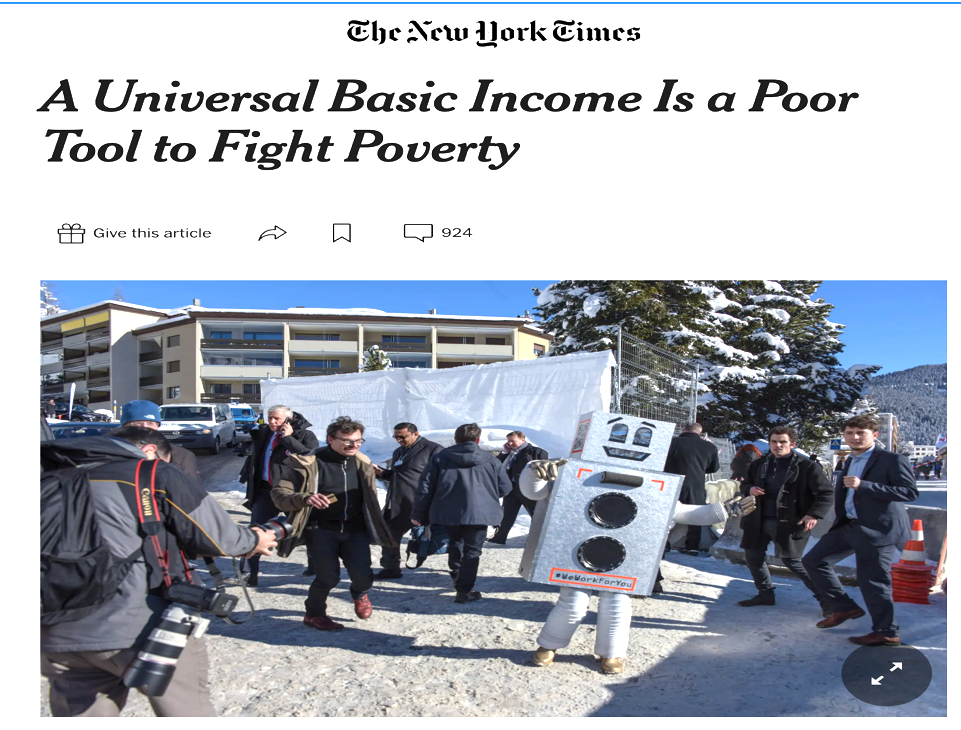 The New York Times
A Universal Basic Income Is a Poor
Tool to Fight Poverty
Give this article
924
Canon
#WeWorkForYou